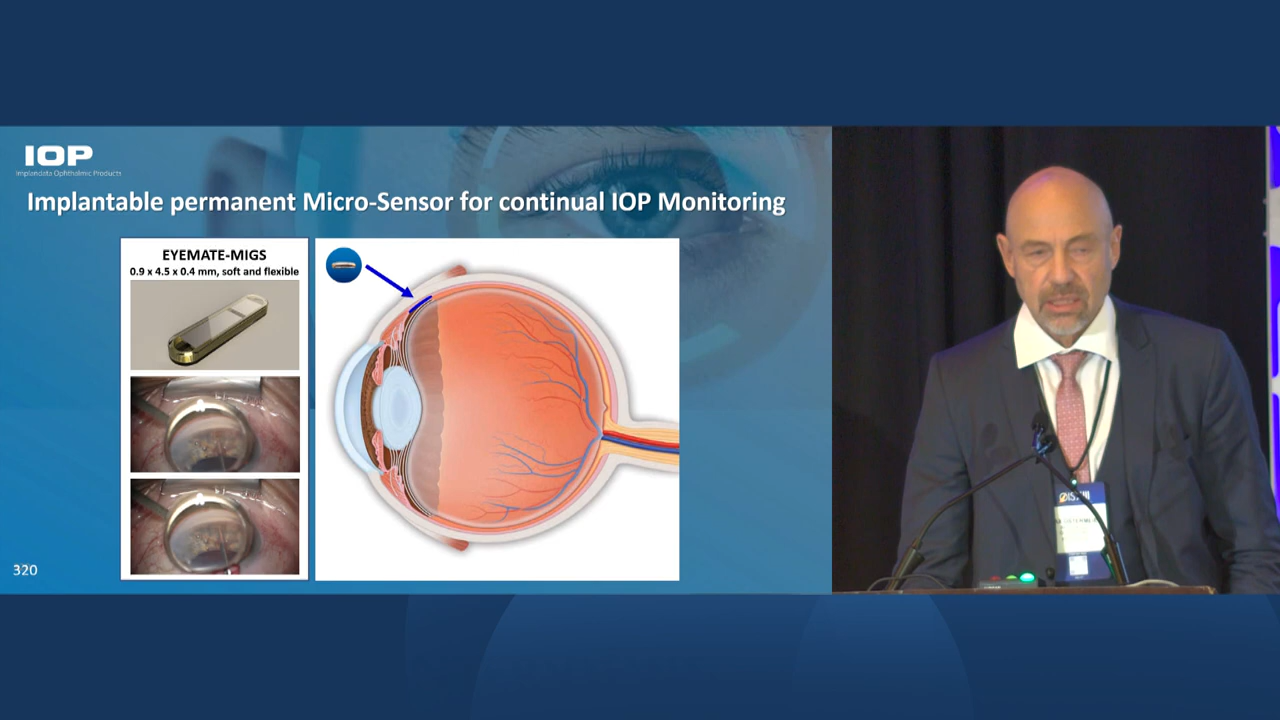 IOP
Implandata Ophthalmic Products
Implantable permanent Micro-Sensor for continual IOP Monitoring
EYEMATE-MIGS
0.9 x 4.5 x 0.4 mm, soft and flexible
320